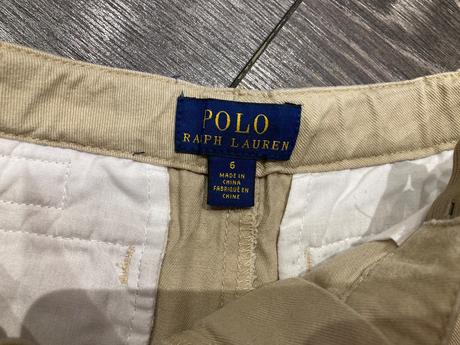 POLO
RALPH LAUREN
6
MADE IN
CHINA
FABRIQUÉ EN
CHINE